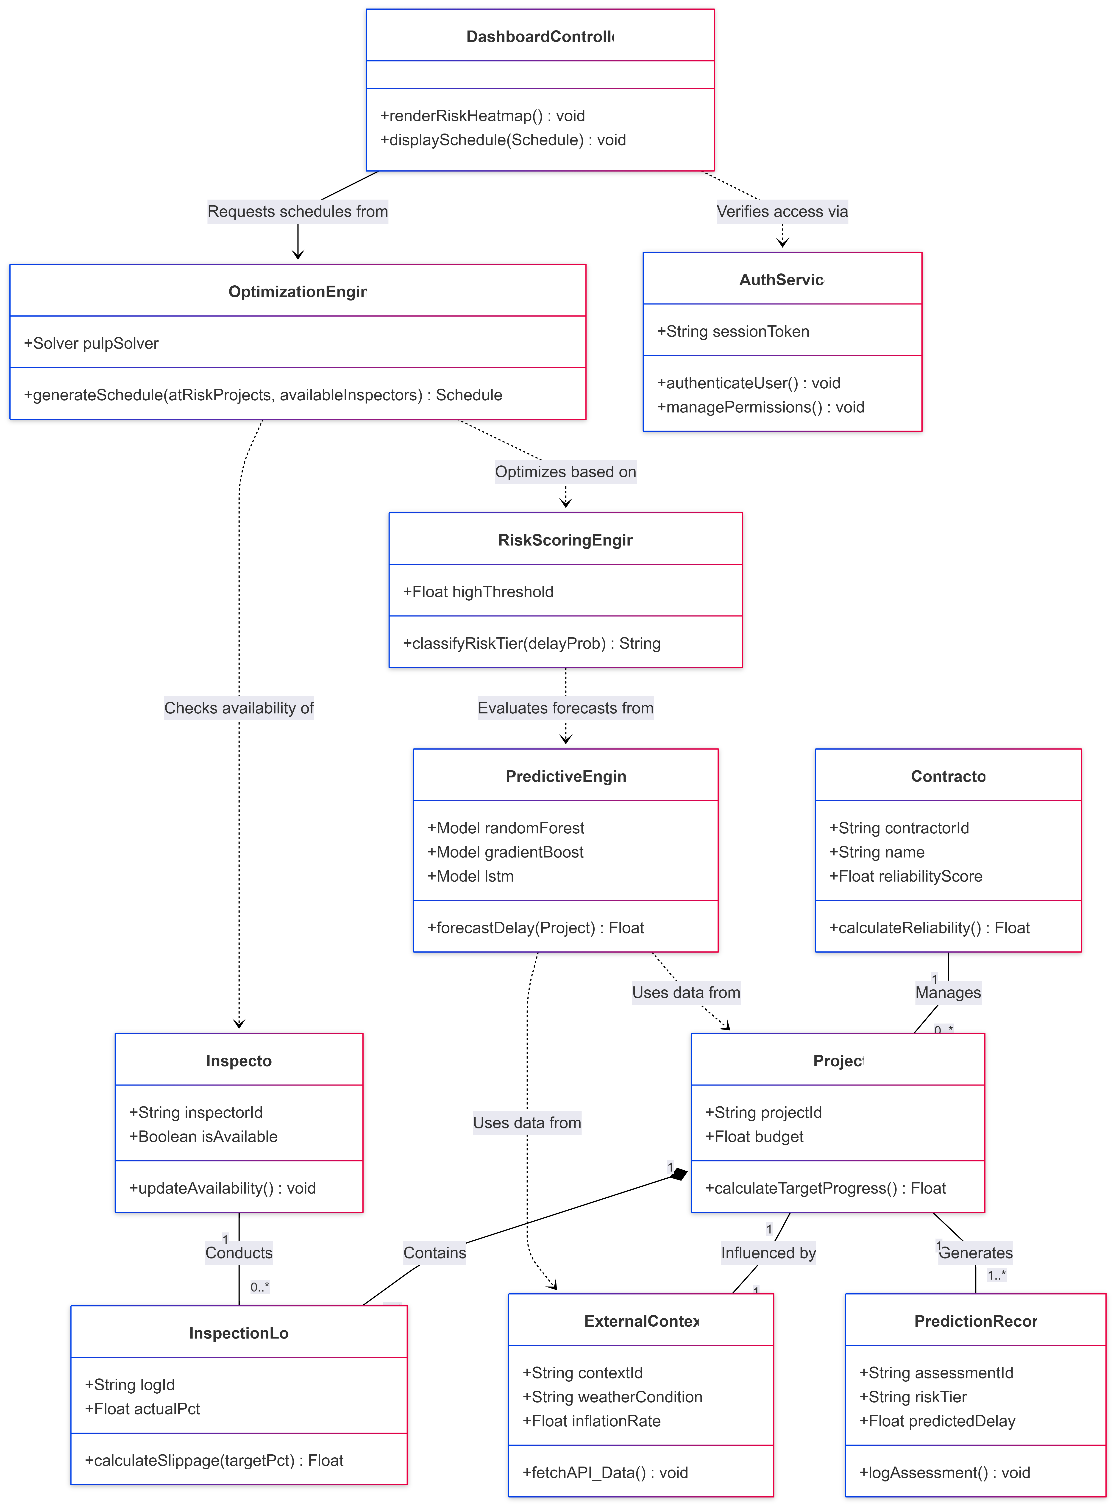 DashboardControlle
+renderRiskHeatmap() : void
+displaySchedule(Schedule) : void
Requests schedules from
Verifies access via
OptimizationEngin
+Solver pulpSolver
+generateSchedule(atRiskProjects, availableInspectors) : Schedule
AuthServic
+String sessionToken
+authenticateUser() : void
+managePermissions() : void
Optimizes based on
RiskScoringEngin
+Float highThreshold
+classifyRiskTier(delayProb) : String
Checks availability of
Evaluates forecasts from
PredictiveEngin
+Model randomForest
+Model gradientBoost
+Model lstm
+forecastDelay(Project) : Float
Contracto
+String contractorId
+String name
+Float reliabilityScore
+calculateReliability() : Float
Uses data from
1
Manages
0..*
Inspecto
+String inspectorId
+Boolean isAvailable
+updateAvailability() : void
Uses data from
Project
+String projectId
+Float budget
+calculateTargetProgress() : Float
1
1
Conducts
0..*
Contains
1
Influenced by
1
1
Generates
1..*
InspectionLo
+String logId
+Float actualPct
+calculateSlippage(targetPct) : Float
ExternalContex
+String contextId
+String weatherCondition
+Float inflationRate
+fetchAPI_Data() : void
PredictionRecor
+String assessmentId
+String riskTier
+Float predictedDelay
+logAssessment() : void